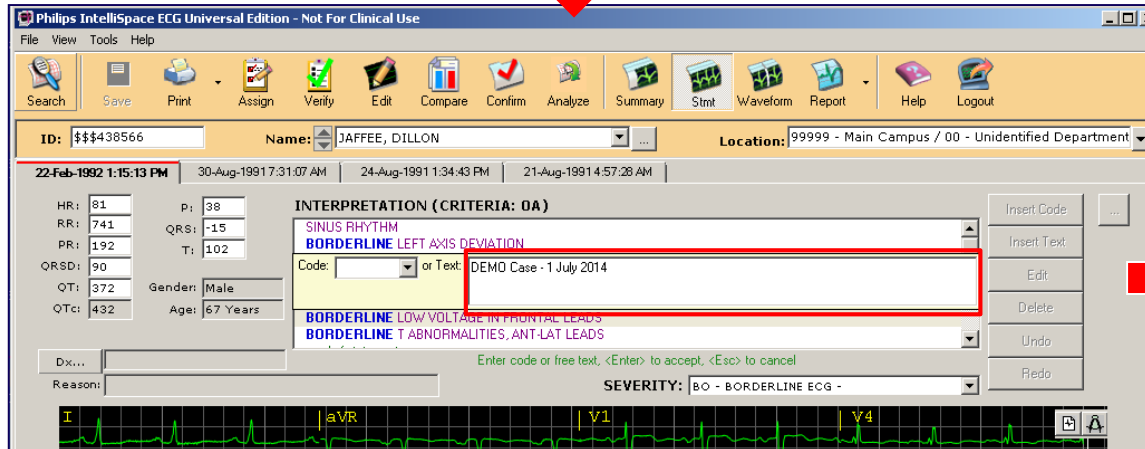 Philips IntelliSpace ECG Universal Edition - Not For Clinical Use
File View Tools Help
Search Save Print Assign Verify Edit Compare Confirm Analyze Summary Stmt Waveform Report Help Logout
ID: $$$438566 Name: JAFFEE, DILLON ... Location: 99999 - Main Campus / 00 - Unidentified Department
22-Feb-1992 1:15:13 PM 30-Aug-1991 7:31:07 AM 24-Aug-1991 1:34:43 PM 21-Aug-1991 4:57:28 AM
HR: 81 P: 38 INTERPRETATION (CRITERIA: 0A) Insert Code ...
RR: 741 QRS: -15 SINUS RHYTHM
PR: 192 T: 102 BORDERLINE LEFT AXIS DEVIATION Insert Text
QRSD: 90 Code: or Text: DEMO Case - 1 July 2014
QT: 372 Gender: Male Edit
QTc: 432 Age: 67 Years Delete
BORDERLINE LOW VOLTAGE IN FRONTAL LEADS
BORDERLINE T ABNORMALITIES, ANT-LAT LEADS Undo
Dx... Enter code or free text, <Enter> to accept, <Esc> to cancel
Redo
Reason: SEVERITY: BO - BORDERLINE ECG -
I aVR V1 V4